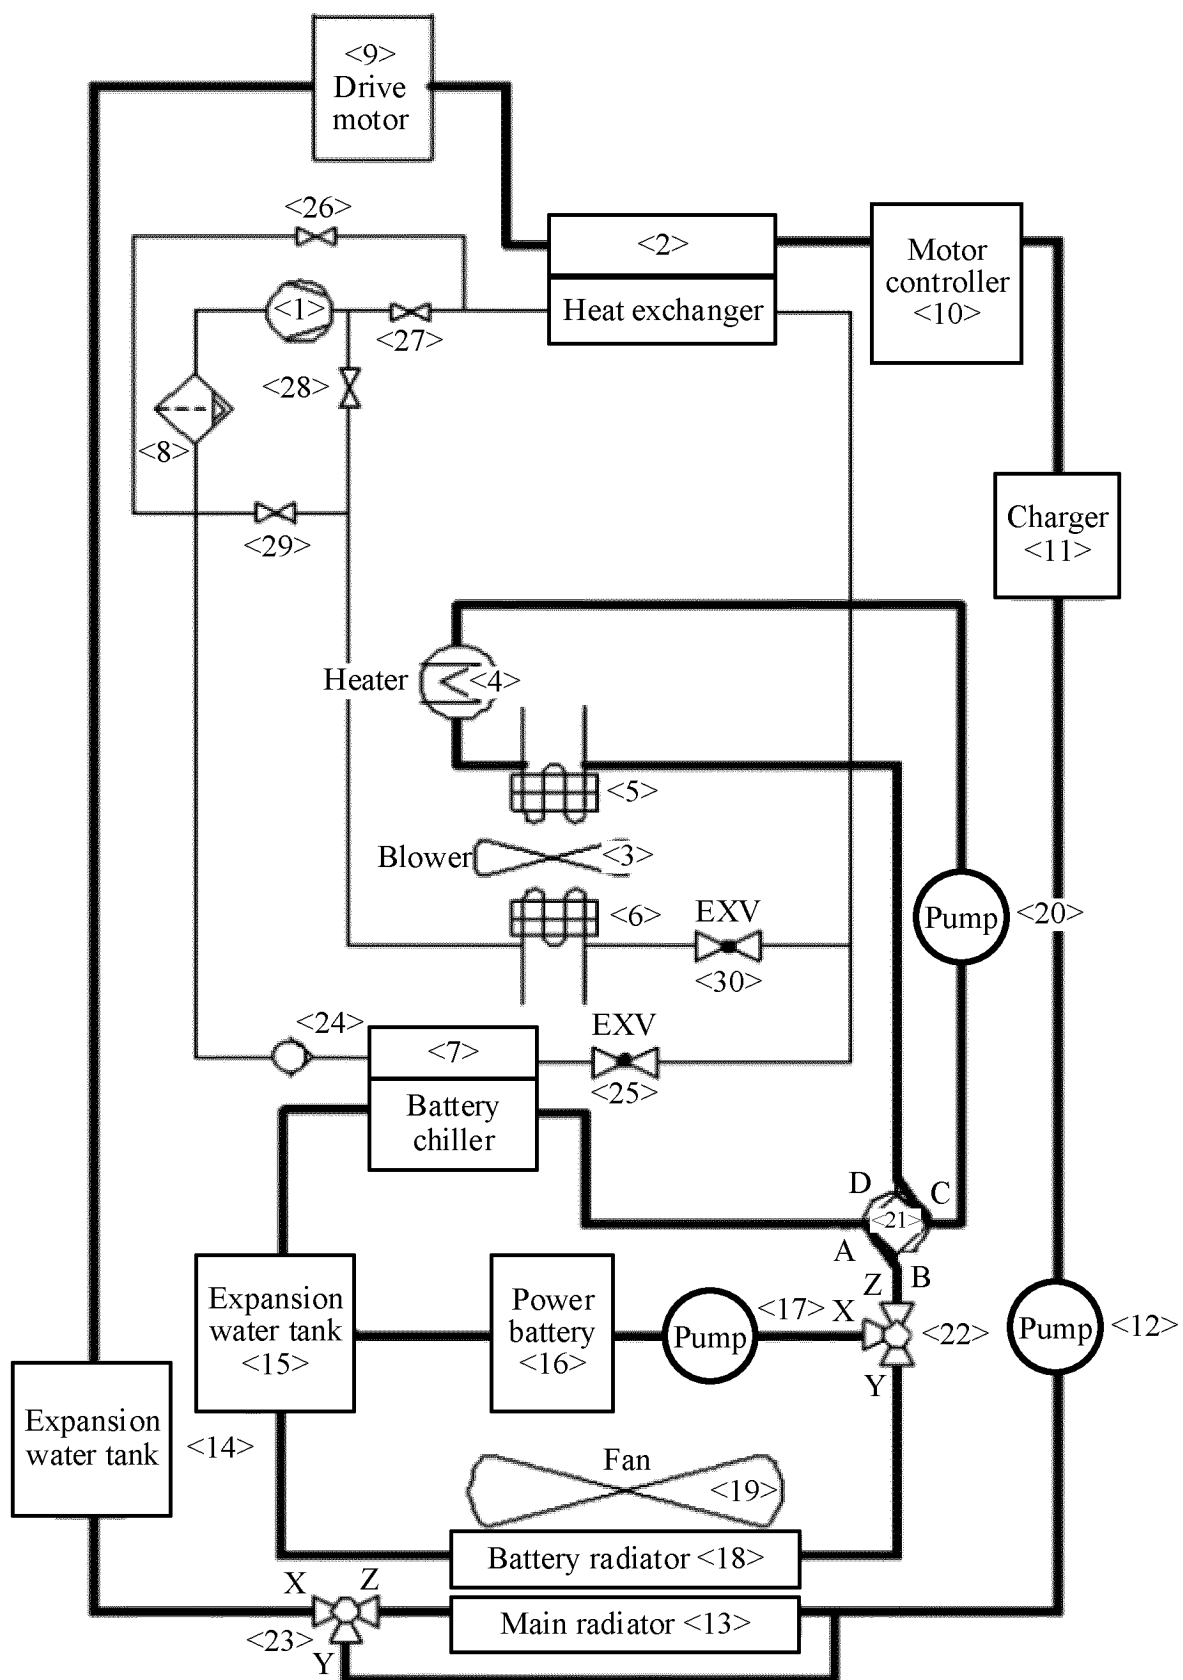 <9>
Drive
motor
<26>
<2>
Heat exchanger
Motor
controller
<10>
<1>
<27>
<28>
<8>
<29>
Charger
<11>
Heater
<4>
<5>
Blower
<3>
<6>
EXV
<30>
Pump
<20>
<24>
<7>
Battery
chiller
EXV
<25>
D
C
<21>
A
B
Z
X
<22>
Y
Expansion
water tank
<15>
Power
battery
<16>
<17>
Pump
Pump
<12>
Expansion
water tank
<14>
Fan
<19>
Battery radiator <18>
X
Z
<23>
Y
Main radiator <13>